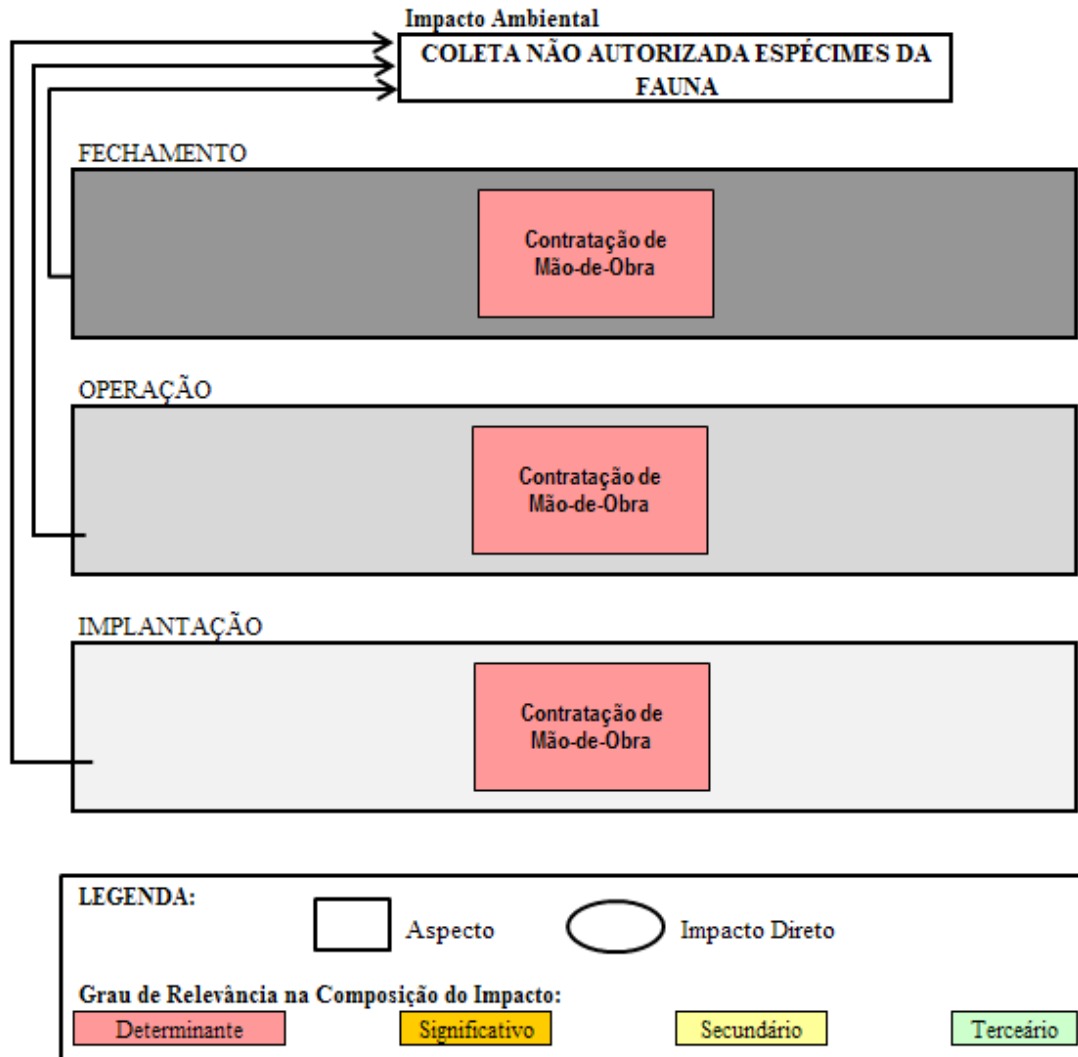 Impacto Ambiental
COLETA NÃO AUTORIZADA ESPÉCIMES DA
FAUNA
FECHAMENTO
Contratação de
Mão-de-Obra
OPERAÇÃO
Contratação de
Mão-de-Obra
IMPLANTAÇÃO
Contratação de
Mão-de-Obra
LEGENDA:
Aspecto
Impacto Direto
Grau de Relevância na Composição do Impacto:
Determinante
Significativo
Secundário
Terceário